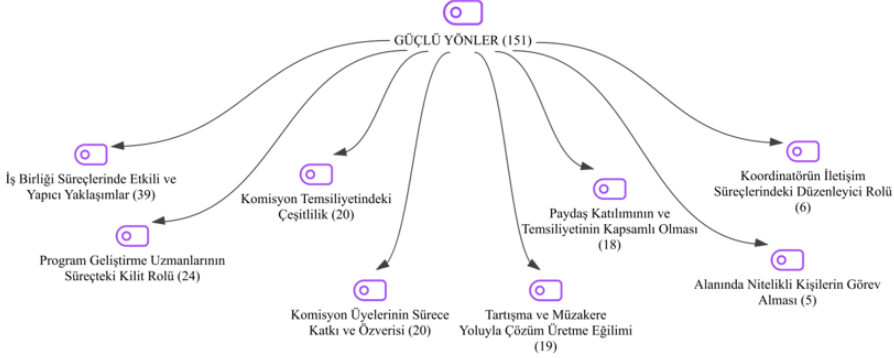 GÜÇLÜ YÖNLER (151)
İş Birliği Süreçlerinde Etkili ve
Yapıcı Yaklaşımlar (39)
Program Geliştirme Uzmanlarının
Süreçteki Kilit Rolü (24)
Komisyon Temsiliyetindeki
Çeşitlilik (20)
Komisyon Üyelerinin Sürece
Katkı ve Özverisi (20)
Tartışma ve Müzakere
Yoluyla Çözüm Üretme Eğilimi
(19)
Paydaş Katılımının ve
Temsiliyetinin Kapsamlı Olması
(18)
Alanında Nitelikli Kişilerin Görev
Alması (5)
Koordinatörün İletişim
Süreçlerindeki Düzenleyici Rolü
(6)